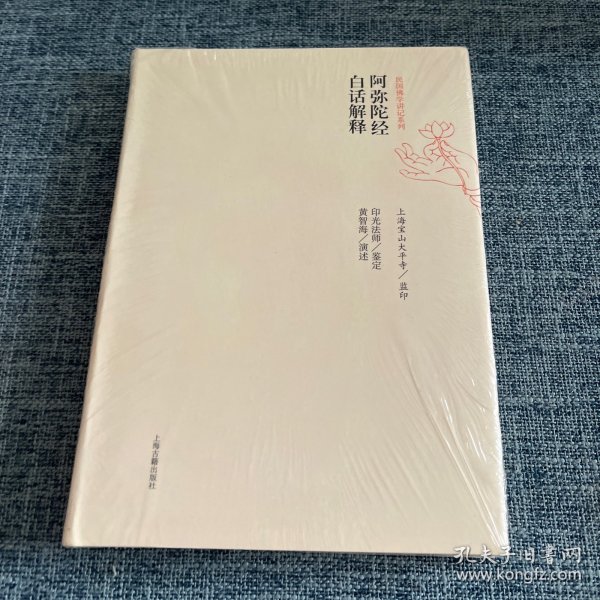 民国佛学讲记系列
阿弥陀经
白话解释
上海宝山太平寺/监印
印光法师/鉴定
黄智海/演述
上海古籍出版社
孔夫子旧书网
www.kongfz.com